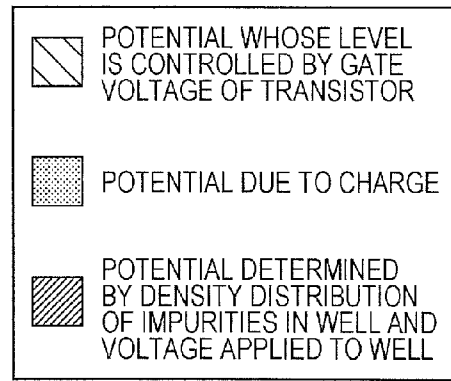 POTENTIAL WHOSE LEVEL
IS CONTROLLED BY GATE
VOLTAGE OF TRANSISTOR
POTENTIAL DUE TO CHARGE
POTENTIAL DETERMINED
BY DENSITY DISTRIBUTION
OF IMPURITIES IN WELL AND
VOLTAGE APPLIED TO WELL